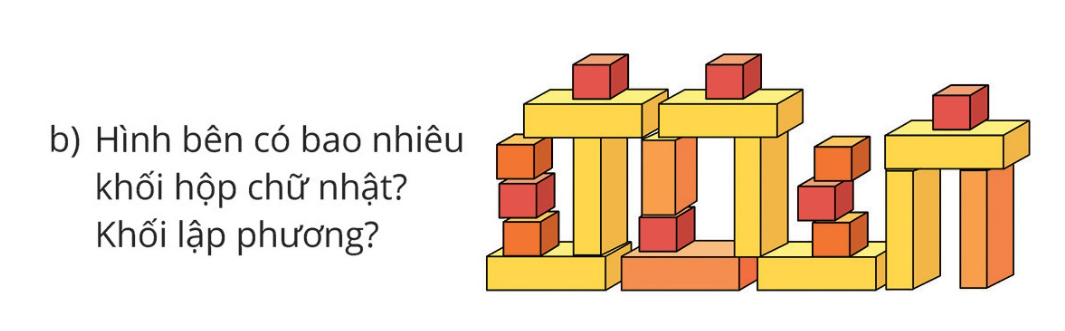 b) Hình bên có bao nhiêu
khối hộp chữ nhật?
Khối lập phương?